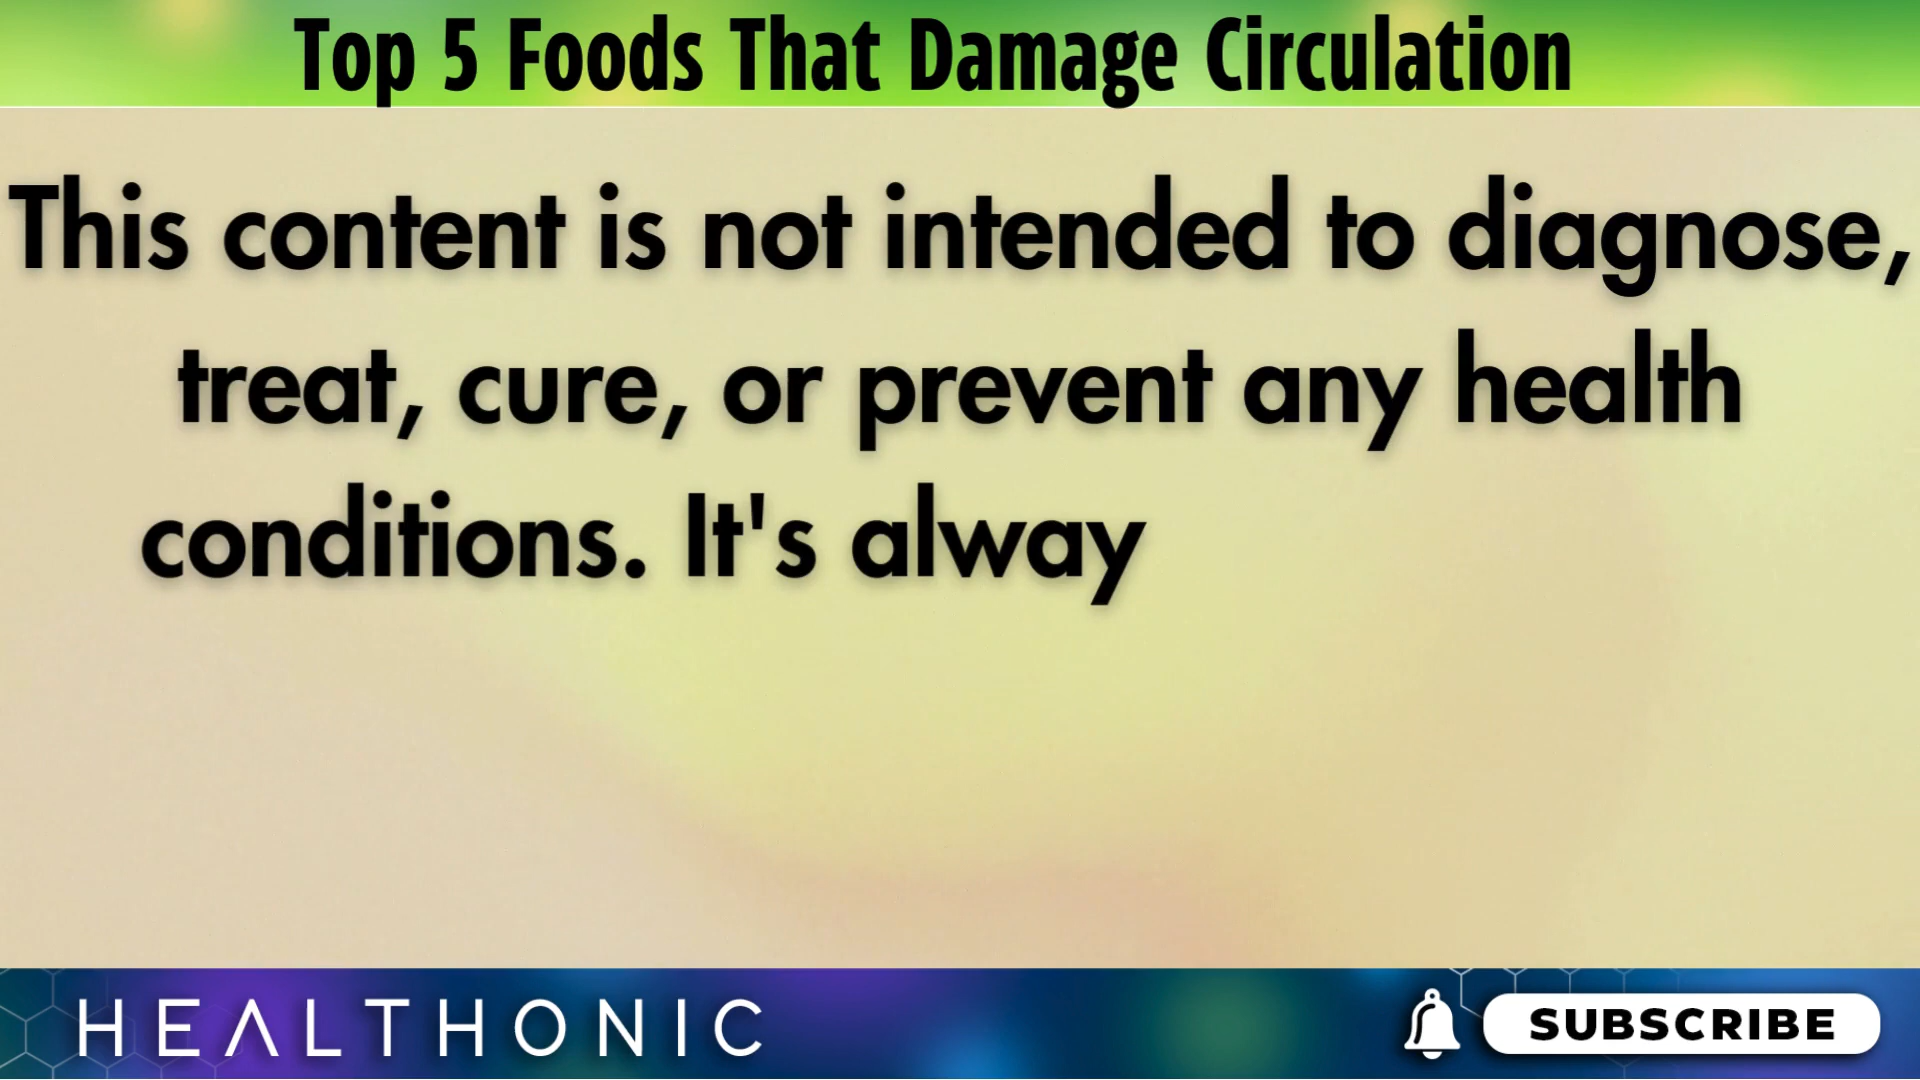 Top 5 Foods That Damage Circulation
This content is not intended to diagnose,
treat, cure, or prevent any health
conditions. It's alway
HEALTHONIC
SUBSCRIBE